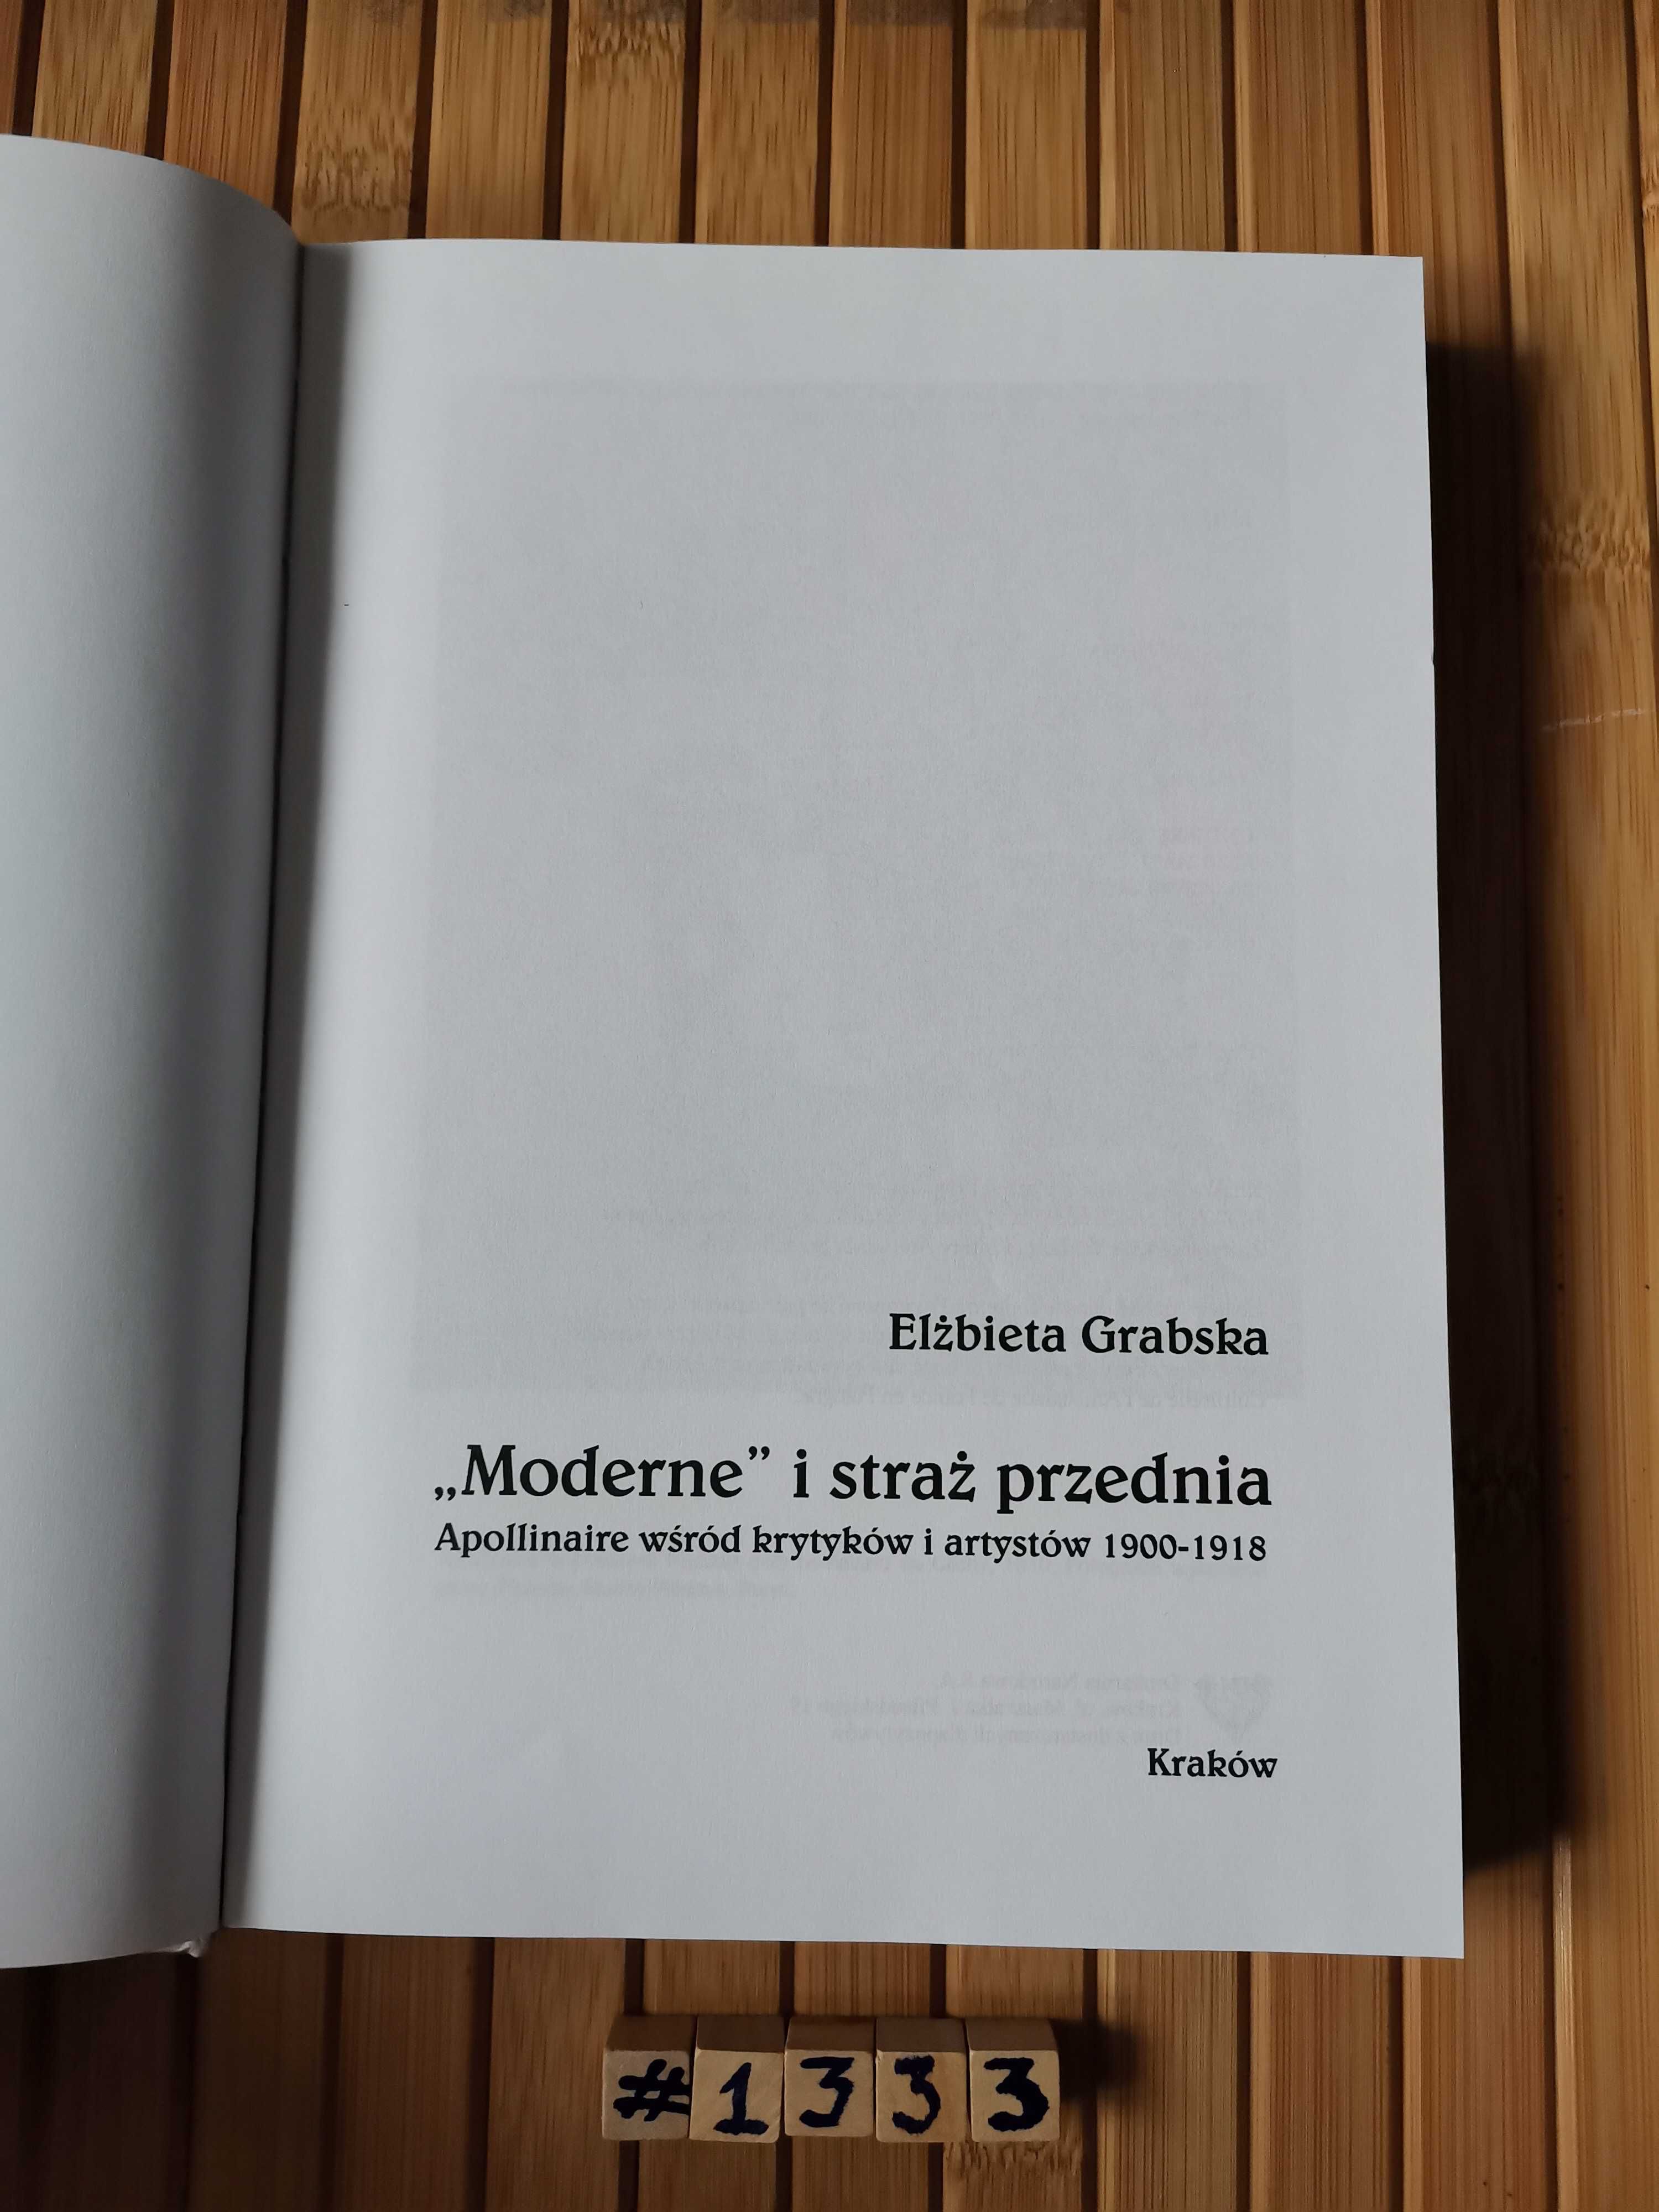 Elżbieta Grabska
„Moderne” i straż przednia
Apollinaire wśród krytyków i artystów 1900-1918
Kraków
#1333